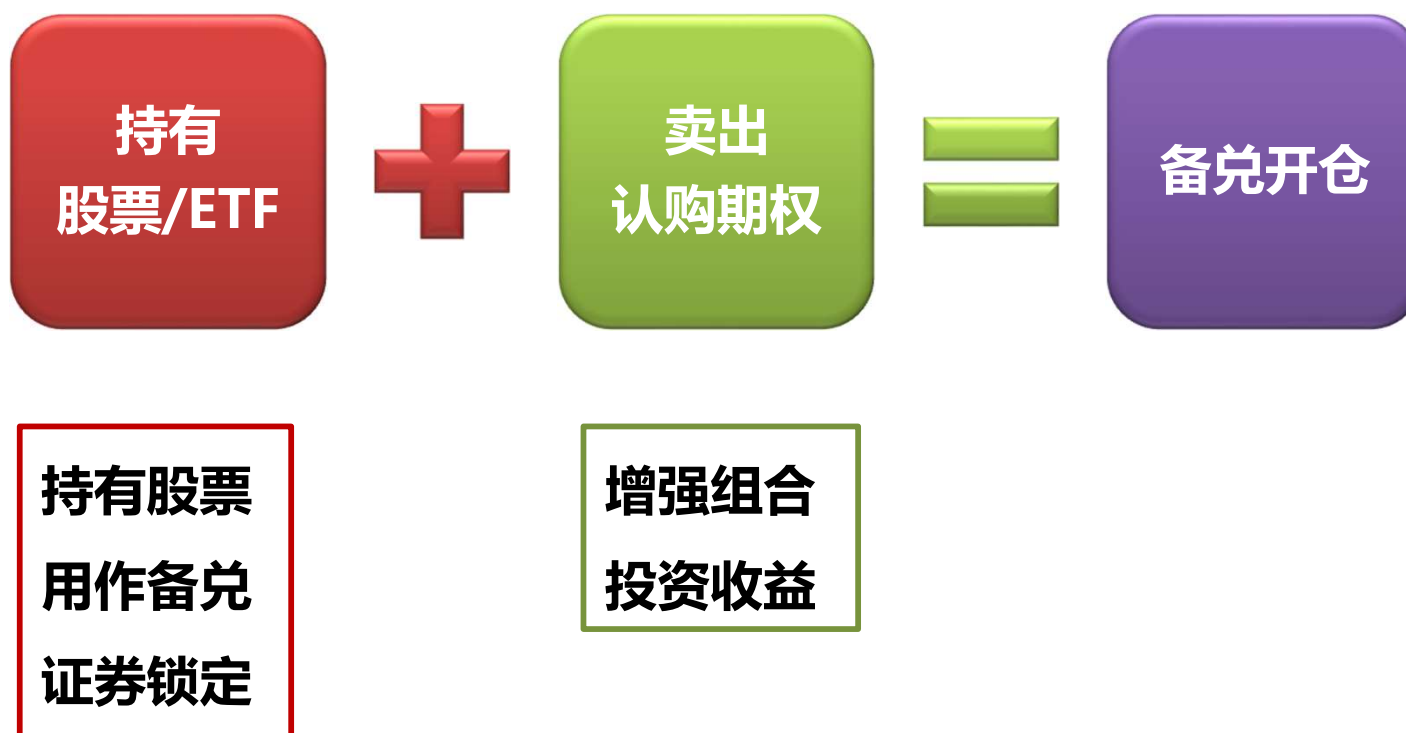 持有
股票/ETF
卖出
认购期权
备兑开仓
持有股票
用作备兑
证券锁定
增强组合
投资收益